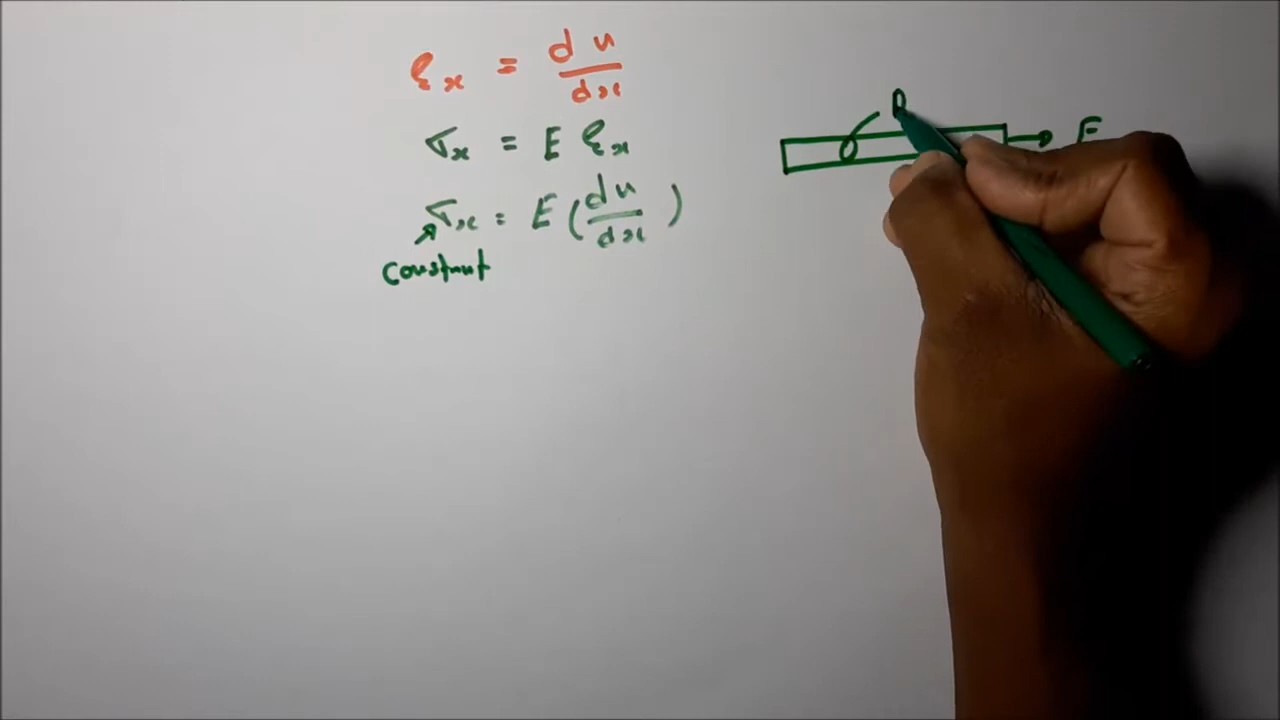 εx = du/dx
σx = E εx
σx = E (du/dx)
constant
A
F